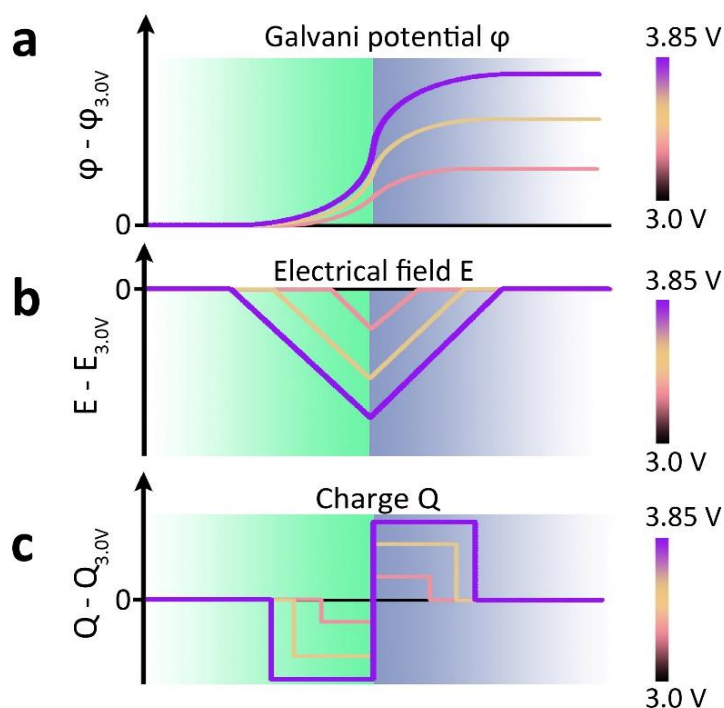 a
Galvani potential φ
φ - φ3.0V
0
3.85 V
3.0 V
b
Electrical field E
E - E3.0V
0
3.85 V
3.0 V
c
Charge Q
Q - Q3.0V
0
3.85 V
3.0 V